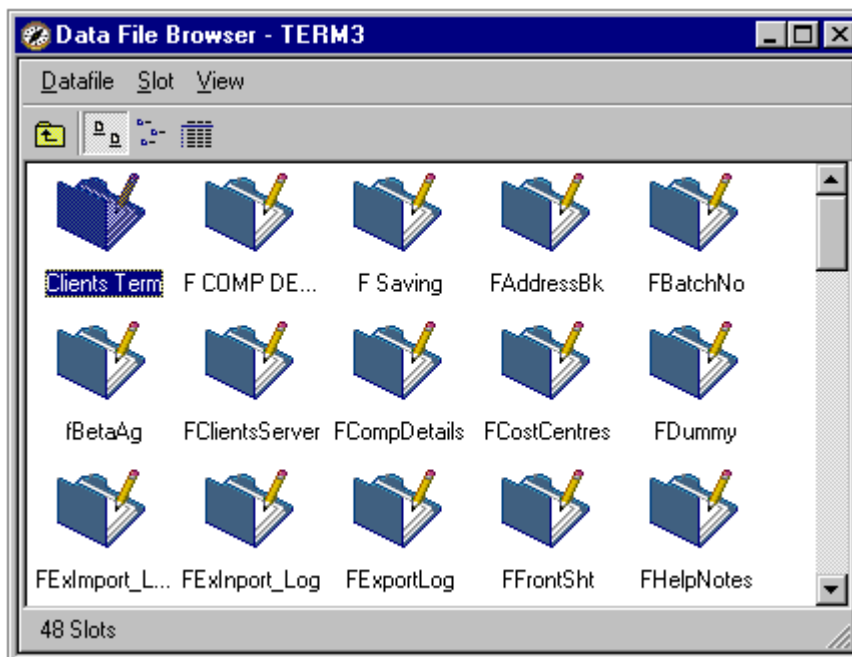 Data File Browser - TERM3
Datafile Slot View
Clients Term F COMP DE... F Saving FAddressBk FBatchNo
fBetaAg FClientsServer FCompDetails FCostCentres FDummy
FExImport_L... FExInport_Log FExportLog FFrontSht FHelpNotes
48 Slots